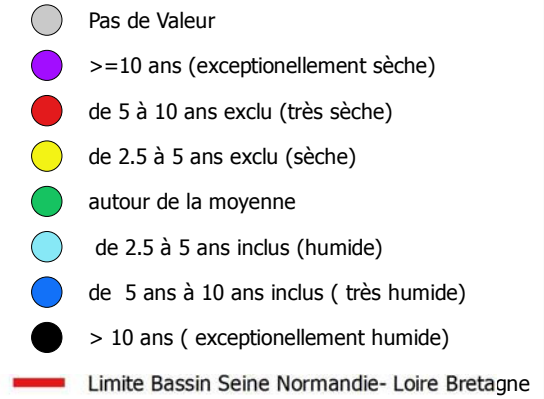 Pas de Valeur
>=10 ans (exceptionellement sèche)
de 5 à 10 ans exclu (très sèche)
de 2.5 à 5 ans exclu (sèche)
autour de la moyenne
de 2.5 à 5 ans inclus (humide)
de 5 ans à 10 ans inclus ( très humide)
> 10 ans ( exceptionellement humide)
Limite Bassin Seine Normandie- Loire Bretagne